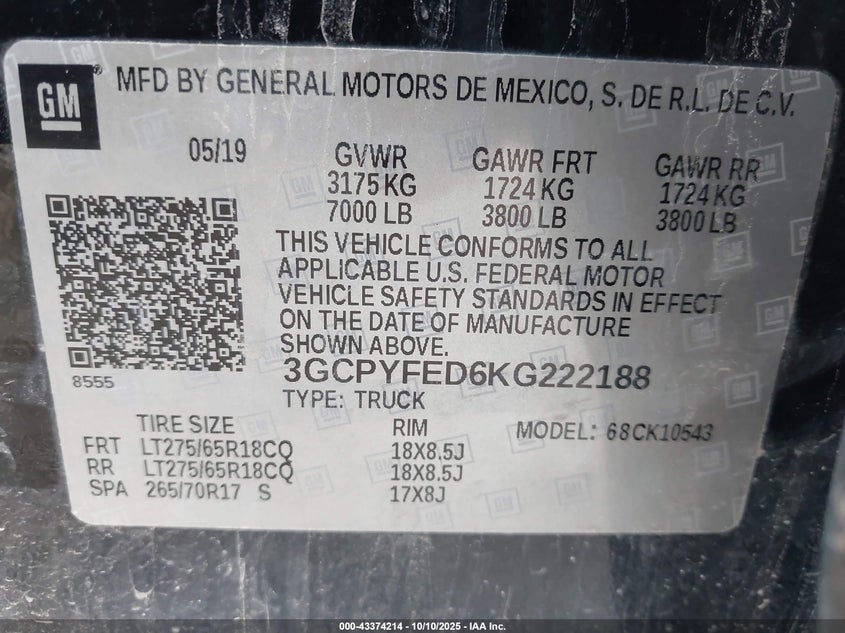 GM
MFD BY GENERAL MOTORS DE MEXICO, S. DE R.L. DE C.V.
05/19 GVWR GAWR FRT GAWR RR
3175 KG 1724 KG 1724 KG
7000 LB 3800 LB 3800 LB
THIS VEHICLE CONFORMS TO ALL
APPLICABLE U.S. FEDERAL MOTOR
VEHICLE SAFETY STANDARDS IN EFFECT
ON THE DATE OF MANUFACTURE
SHOWN ABOVE.
8555
3GCPYFED6KG222188
TYPE: TRUCK
TIRE SIZE RIM MODEL: 68CK10543
FRT LT275/65R18CQ 18X8.5J
RR LT275/65R18CQ 18X8.5J
SPA 265/70R17 S 17X8J
000-43374214 - 10/10/2025 - IAA Inc.